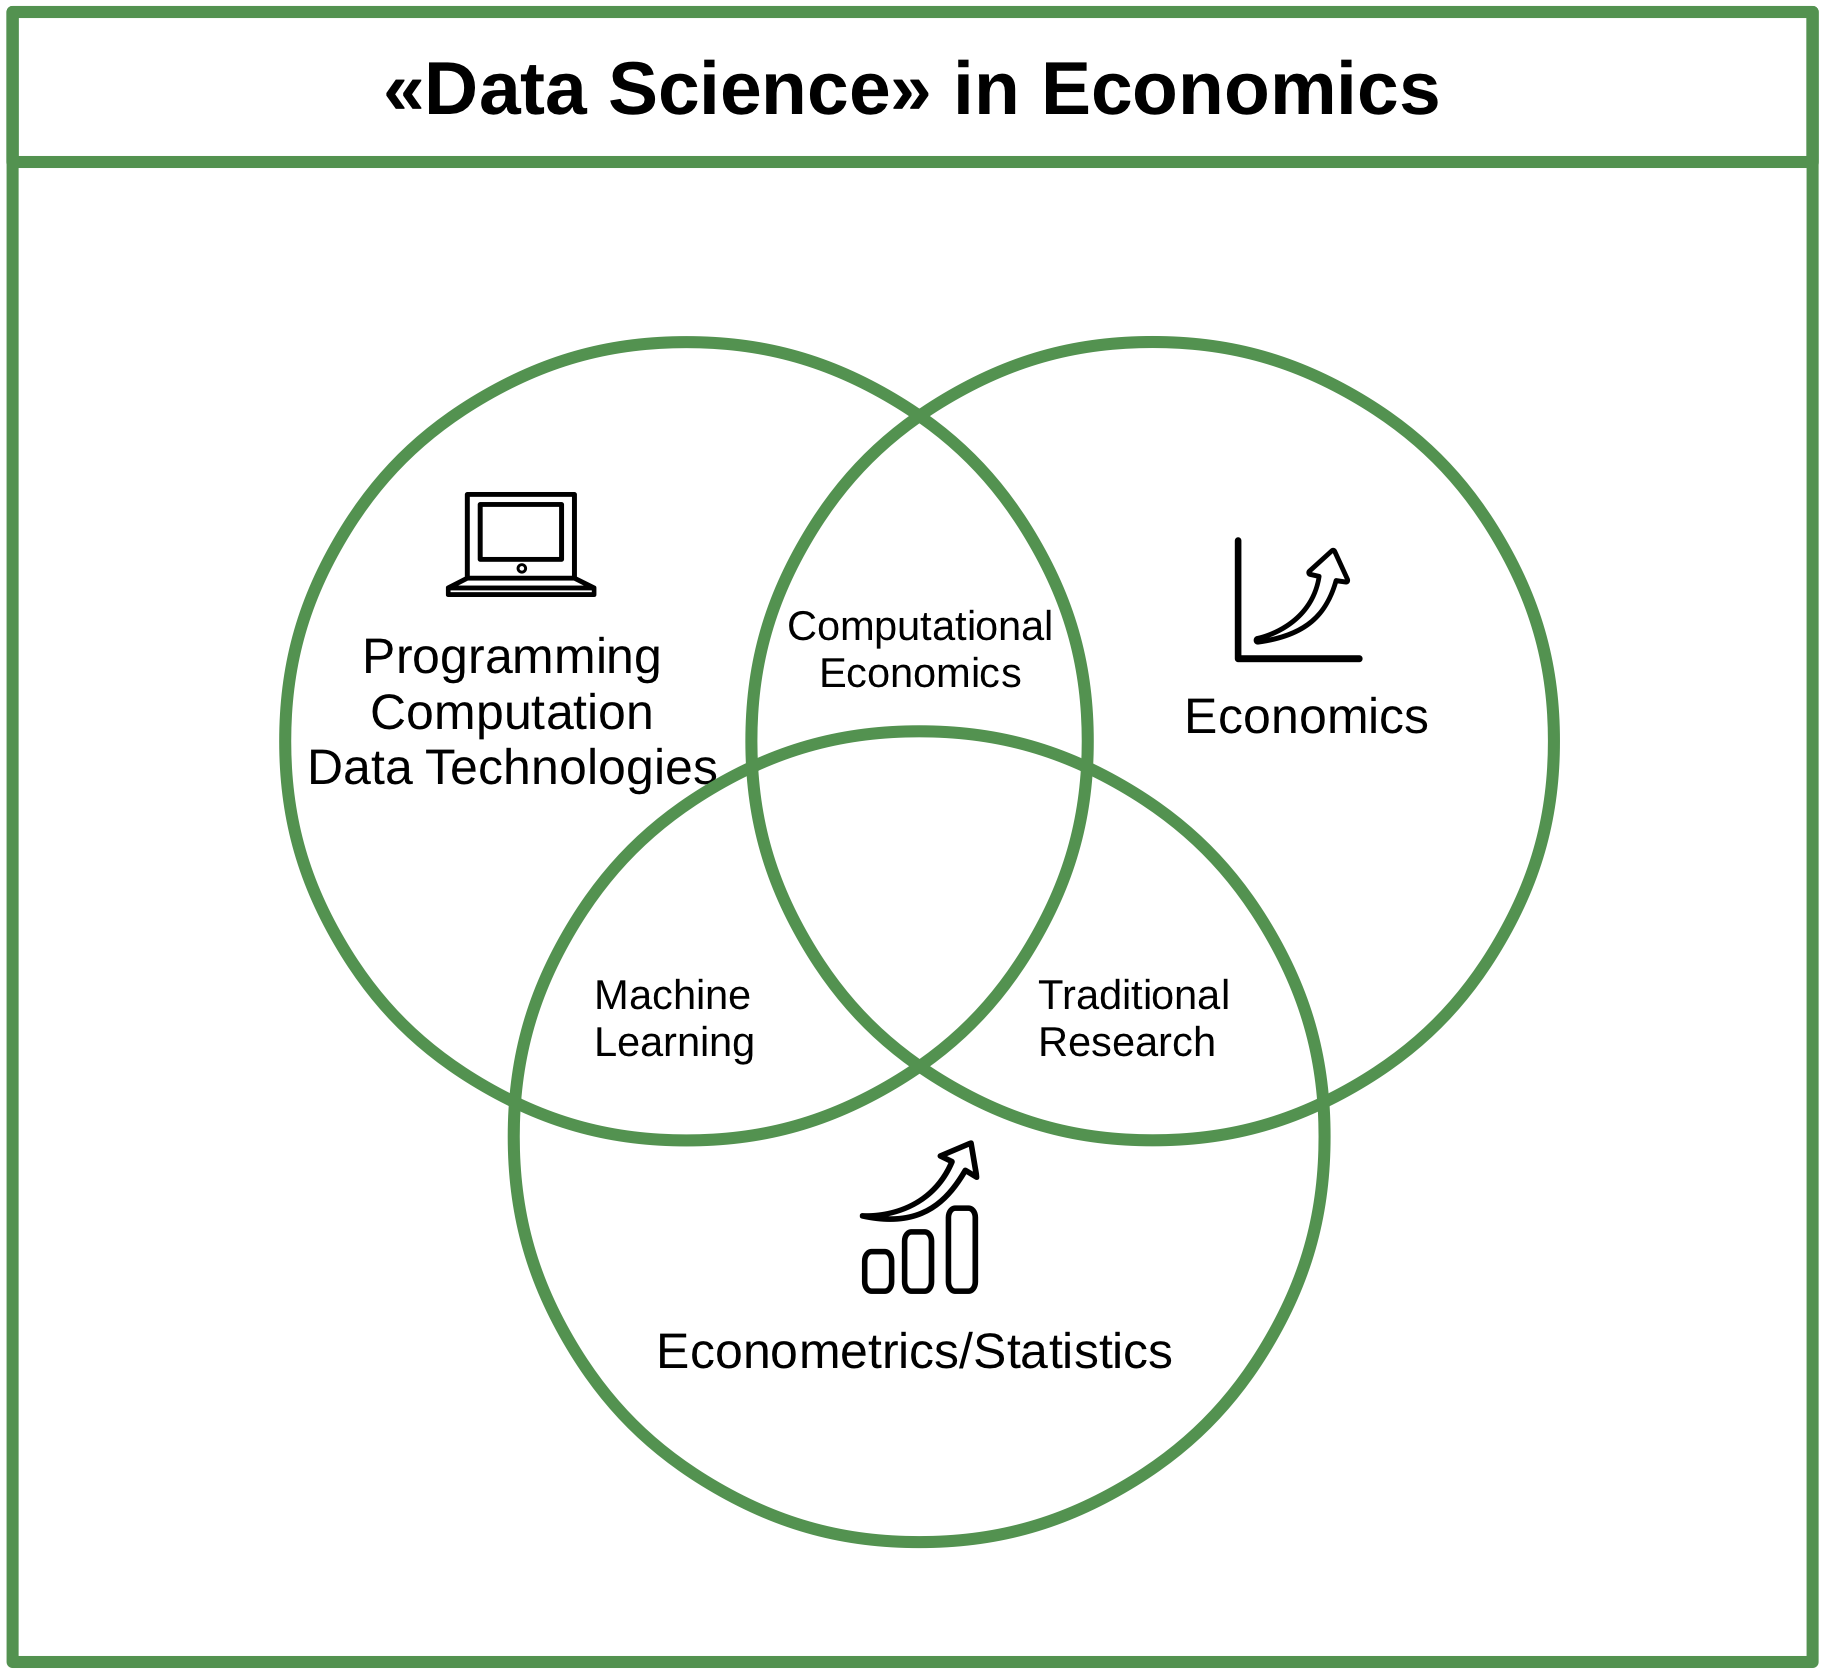 «Data Science» in Economics
Programming
Computation
Data Technologies
Computational
Economics
Economics
Machine
Learning
Traditional
Research
Econometrics/Statistics